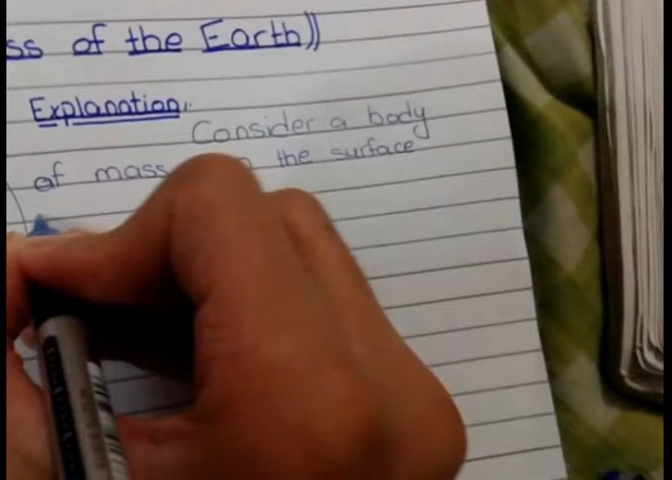 ss of the Earth))
Explanation:
Consider a body
of mass the surface